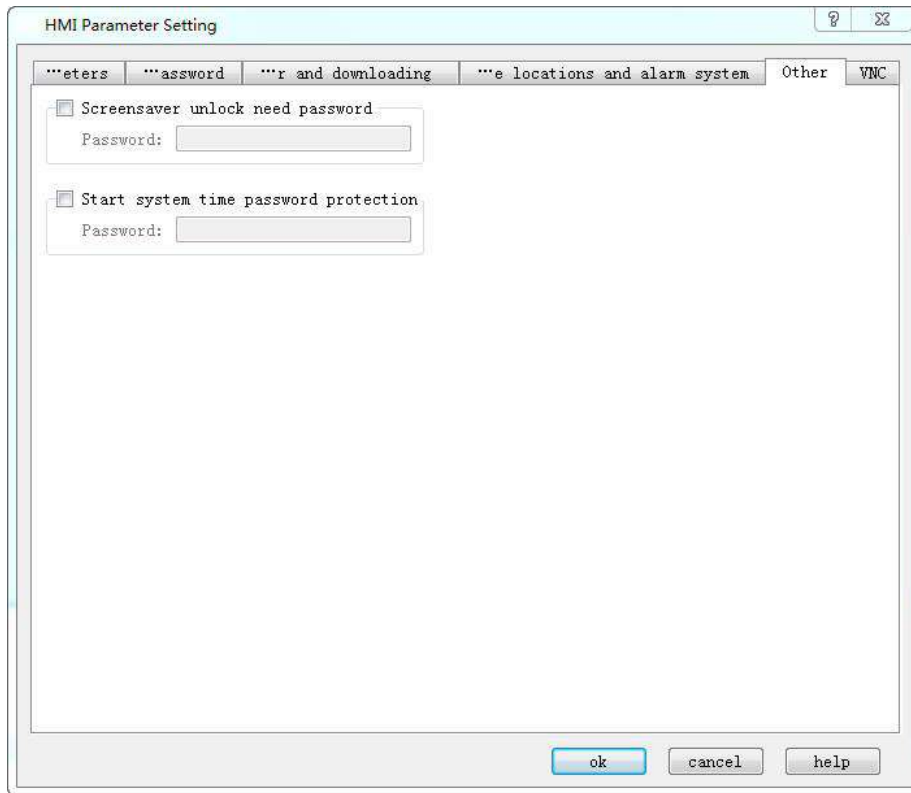 HMI Parameter Setting
…eters …assword …r and downloading …e locations and alarm system Other VNC
Screensaver unlock need password
Password:
Start system time password protection
Password:
ok cancel help